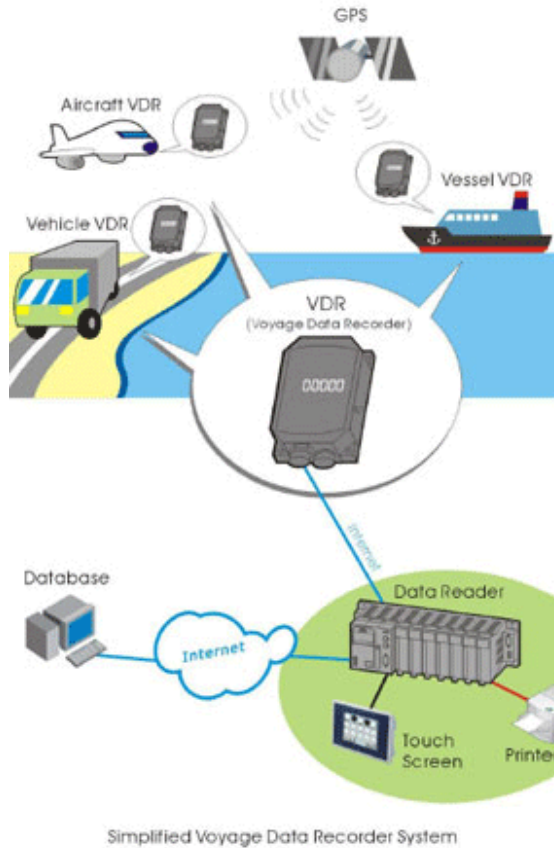 GPS
Aircraft VDR
Vessel VDR
Vehicle VDR
VDR
(Voyage Data Recorder)
00000
Internet
Database
Data Reader
Internet
Touch
Screen
Printe
Simplified Voyage Data Recorder System